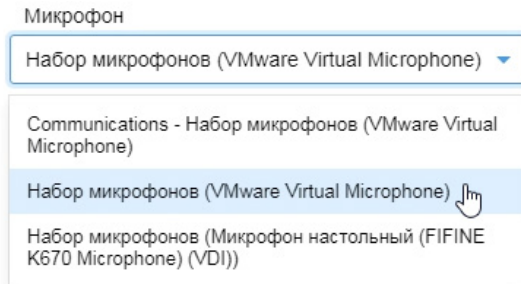 Микрофон
Набор микрофонов (VMware Virtual Microphone)
Communications - Набор микрофонов (VMware Virtual
Microphone)
Набор микрофонов (VMware Virtual Microphone)
Набор микрофонов (Микрофон настольный (FIFINE
K670 Microphone) (VDI))